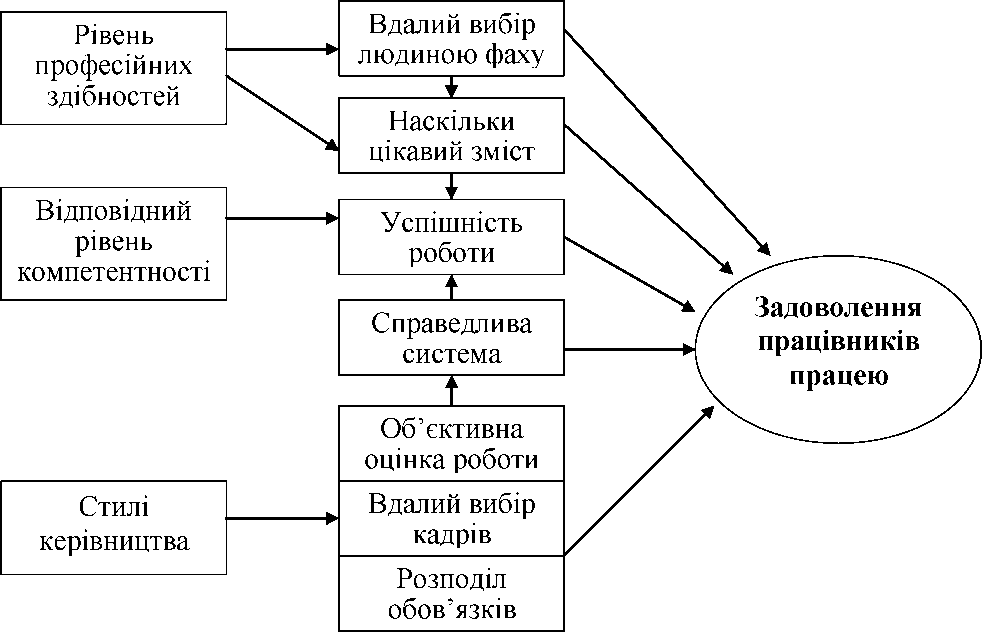 Рівень
професійних
здібностей
Вдалий вибір
людиною фаху
Наскільки
цікавий зміст
Відповідний
рівень
компетентності
Успішність
роботи
Справедлива
система
Задоволення
працівників
працею
Об’єктивна
оцінка роботи
Стилі
керівництва
Вдалий вибір
кадрів
Розподіл
обов’язків